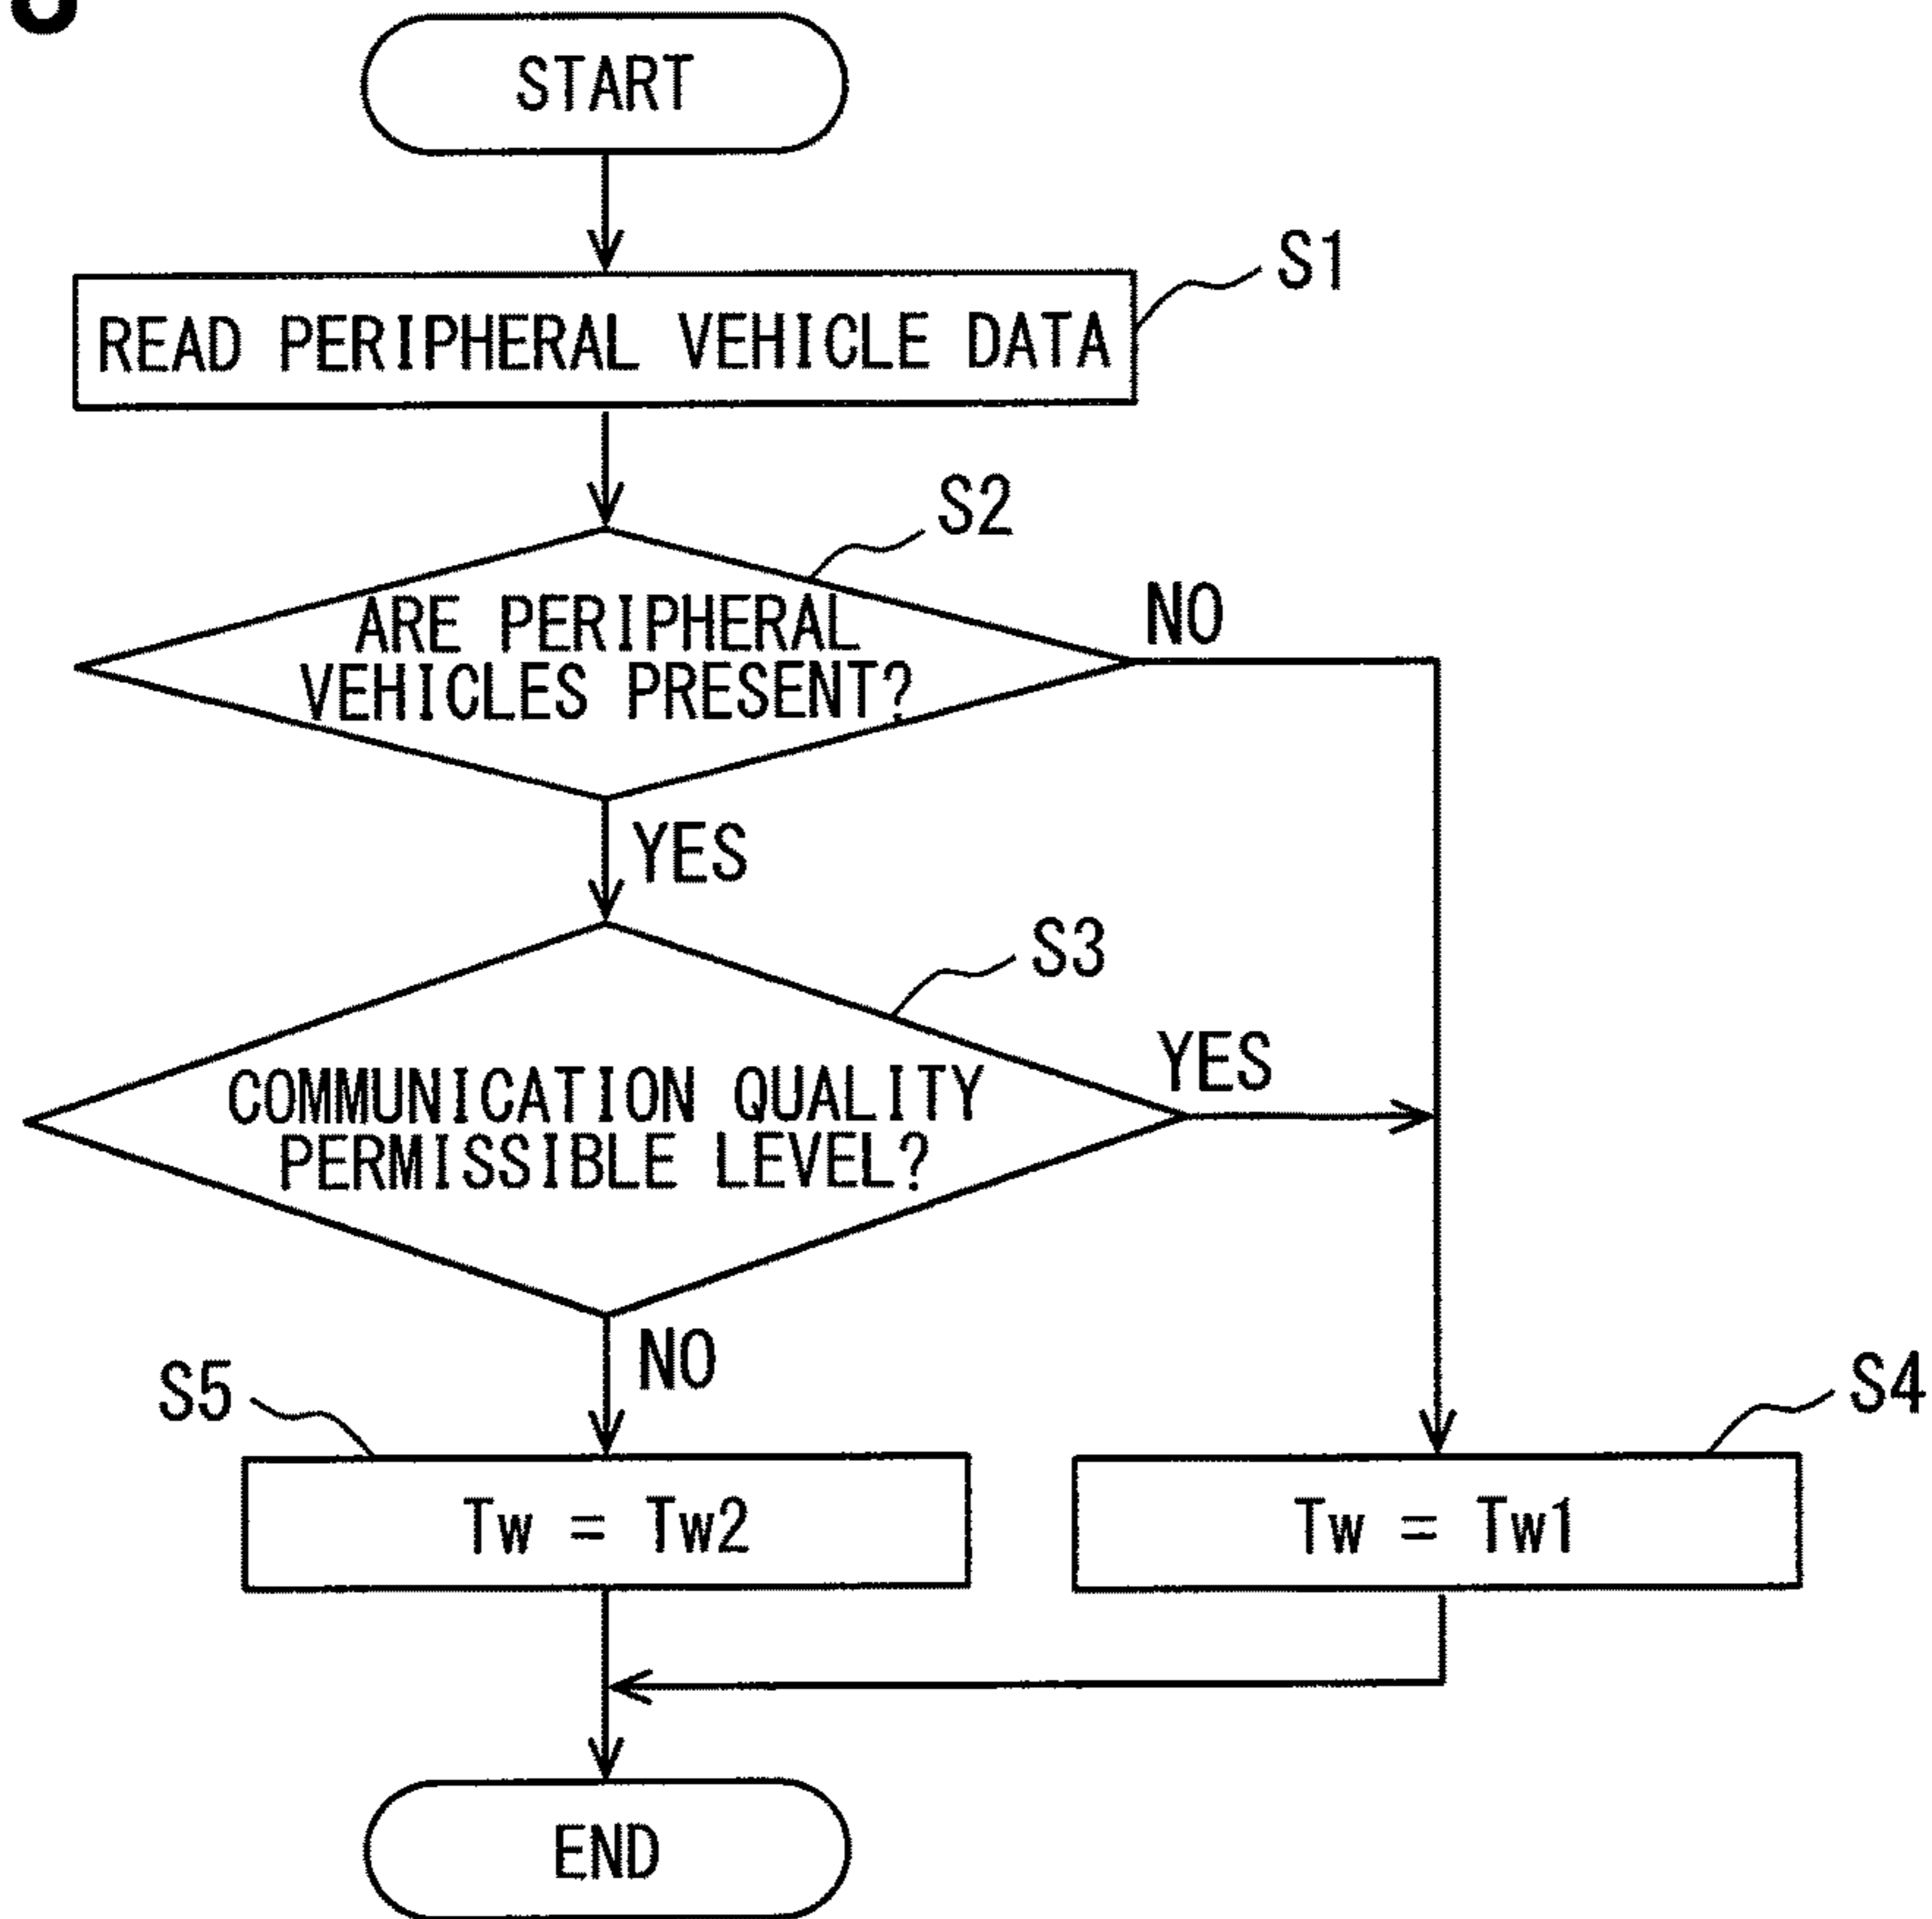 START
S1
READ PERIPHERAL VEHICLE DATA
S2
ARE PERIPHERAL
VEHICLES PRESENT?
NO
YES
S3
COMMUNICATION QUALITY
PERMISSIBLE LEVEL?
YES
NO
S5
S4
Tw = Tw2
Tw = Tw1
END